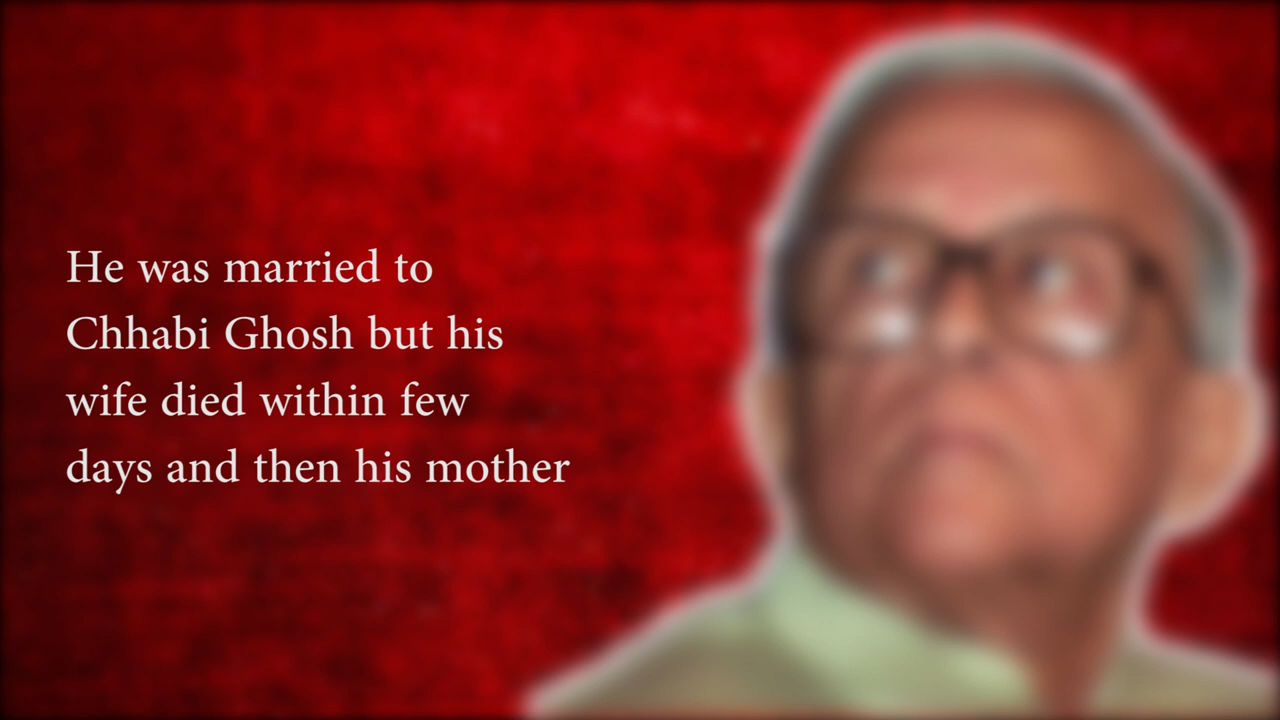 He was married to
Chhabi Ghosh but his
wife died within few
days and then his mother